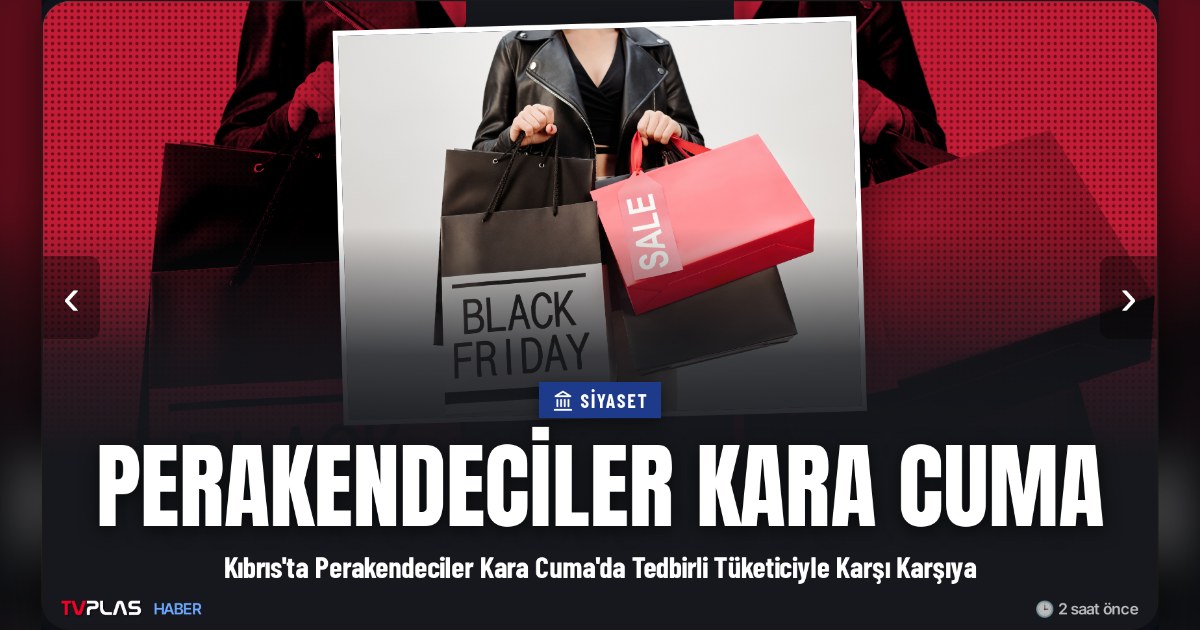 SALE
BLACK
FRIDAY
SİYASET
PERAKENDECİLER KARA CUMA
Kıbrıs'ta Perakendeciler Kara Cuma'da Tedbirli Tüketiciyle Karşı Karşıya
TVPLAS HABER
2 saat önce